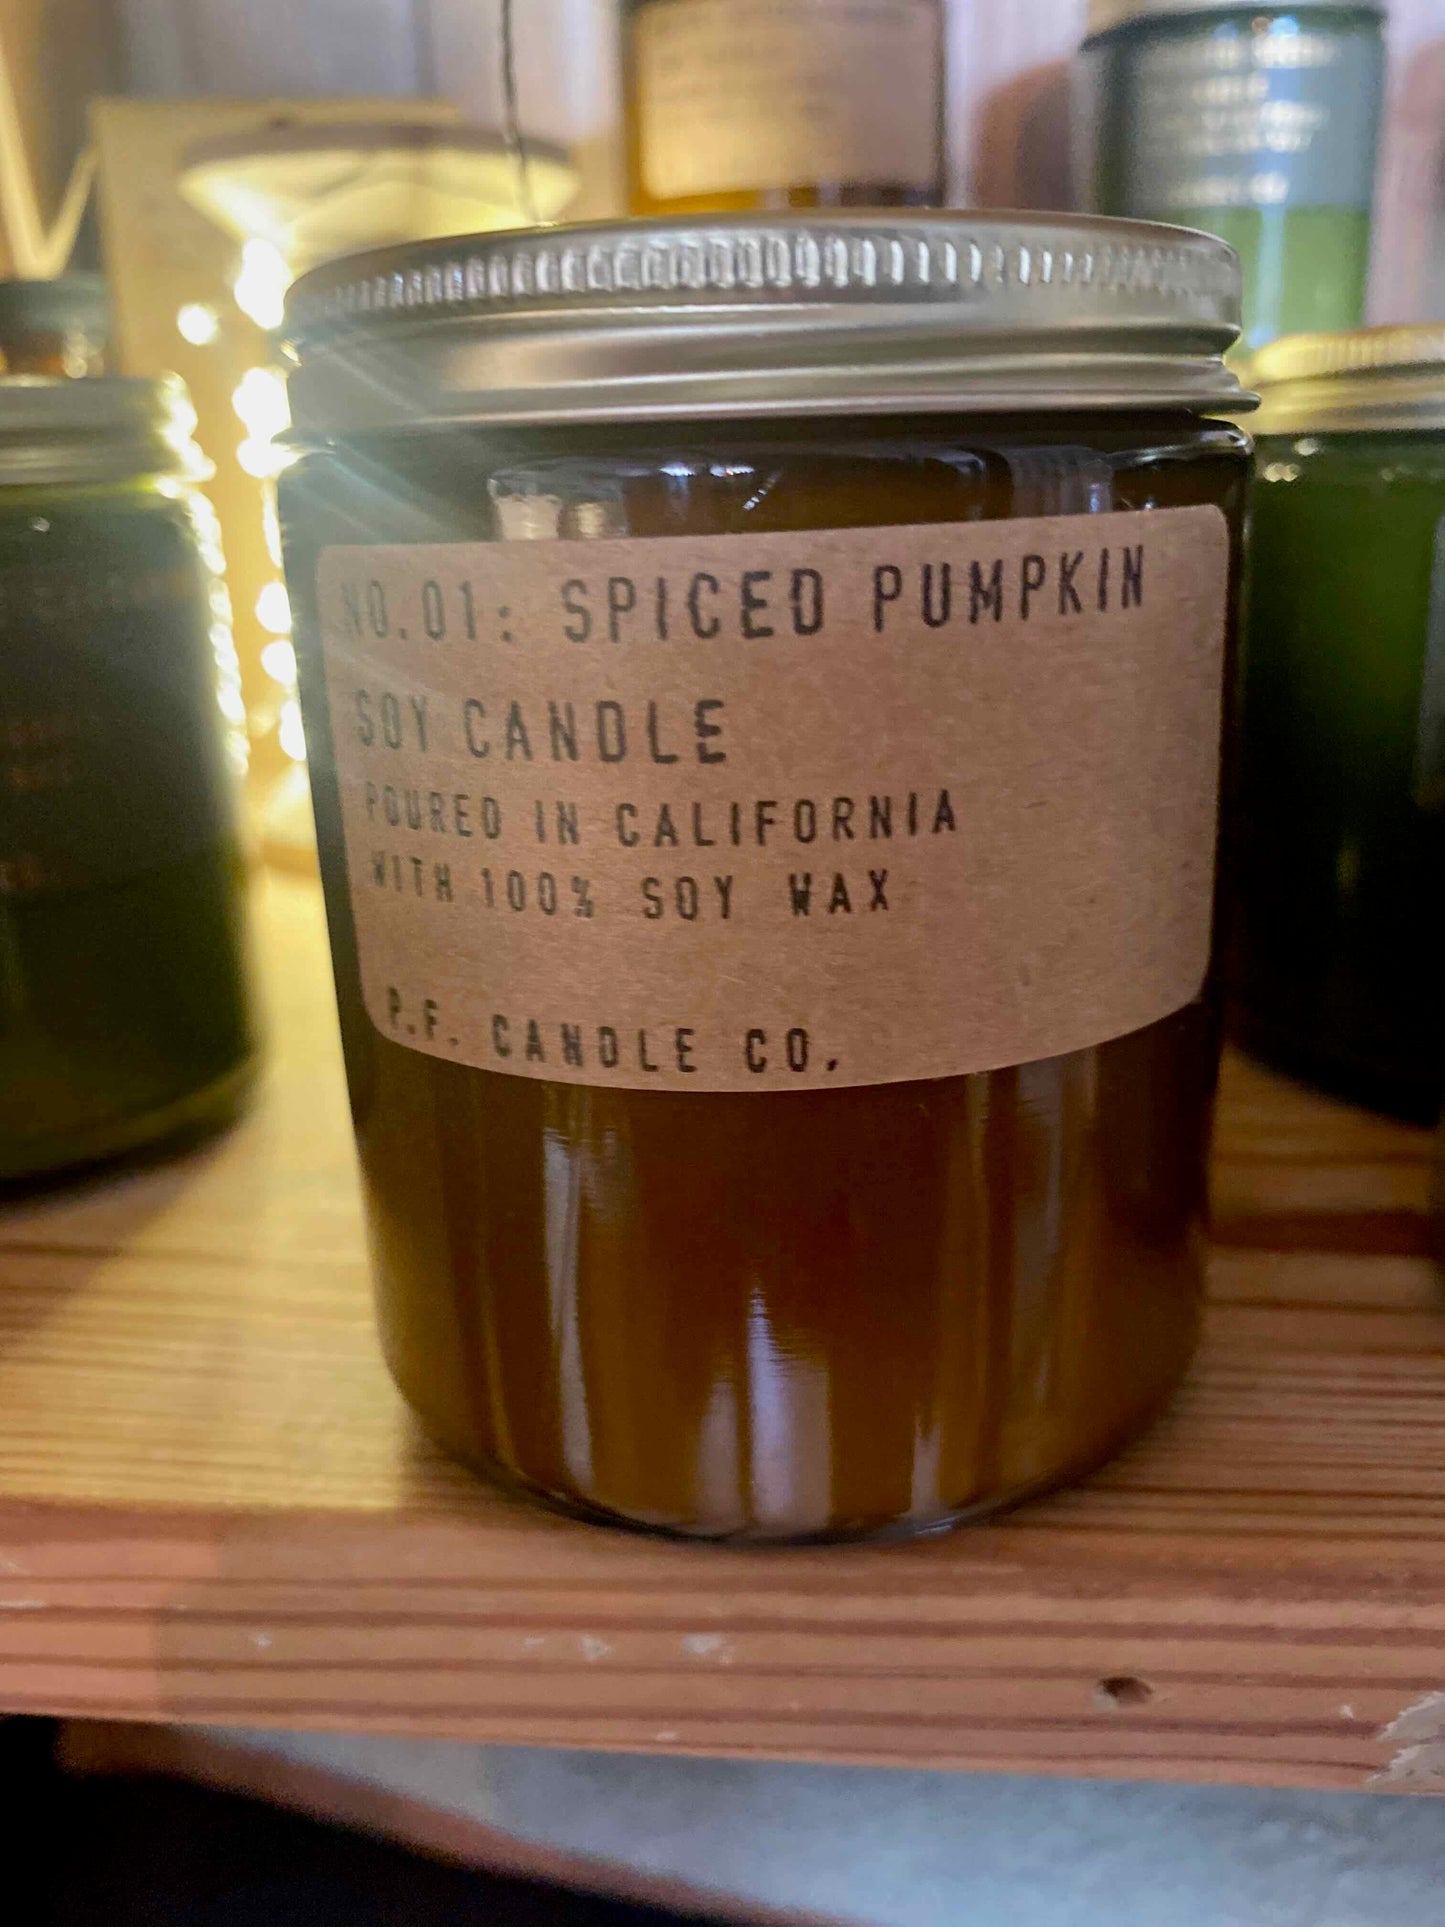 NO.01: SPICED PUMPKIN
SOY CANDLE
POURED IN CALIFORNIA
WITH 100% SOY WAX
P.F. CANDLE CO.